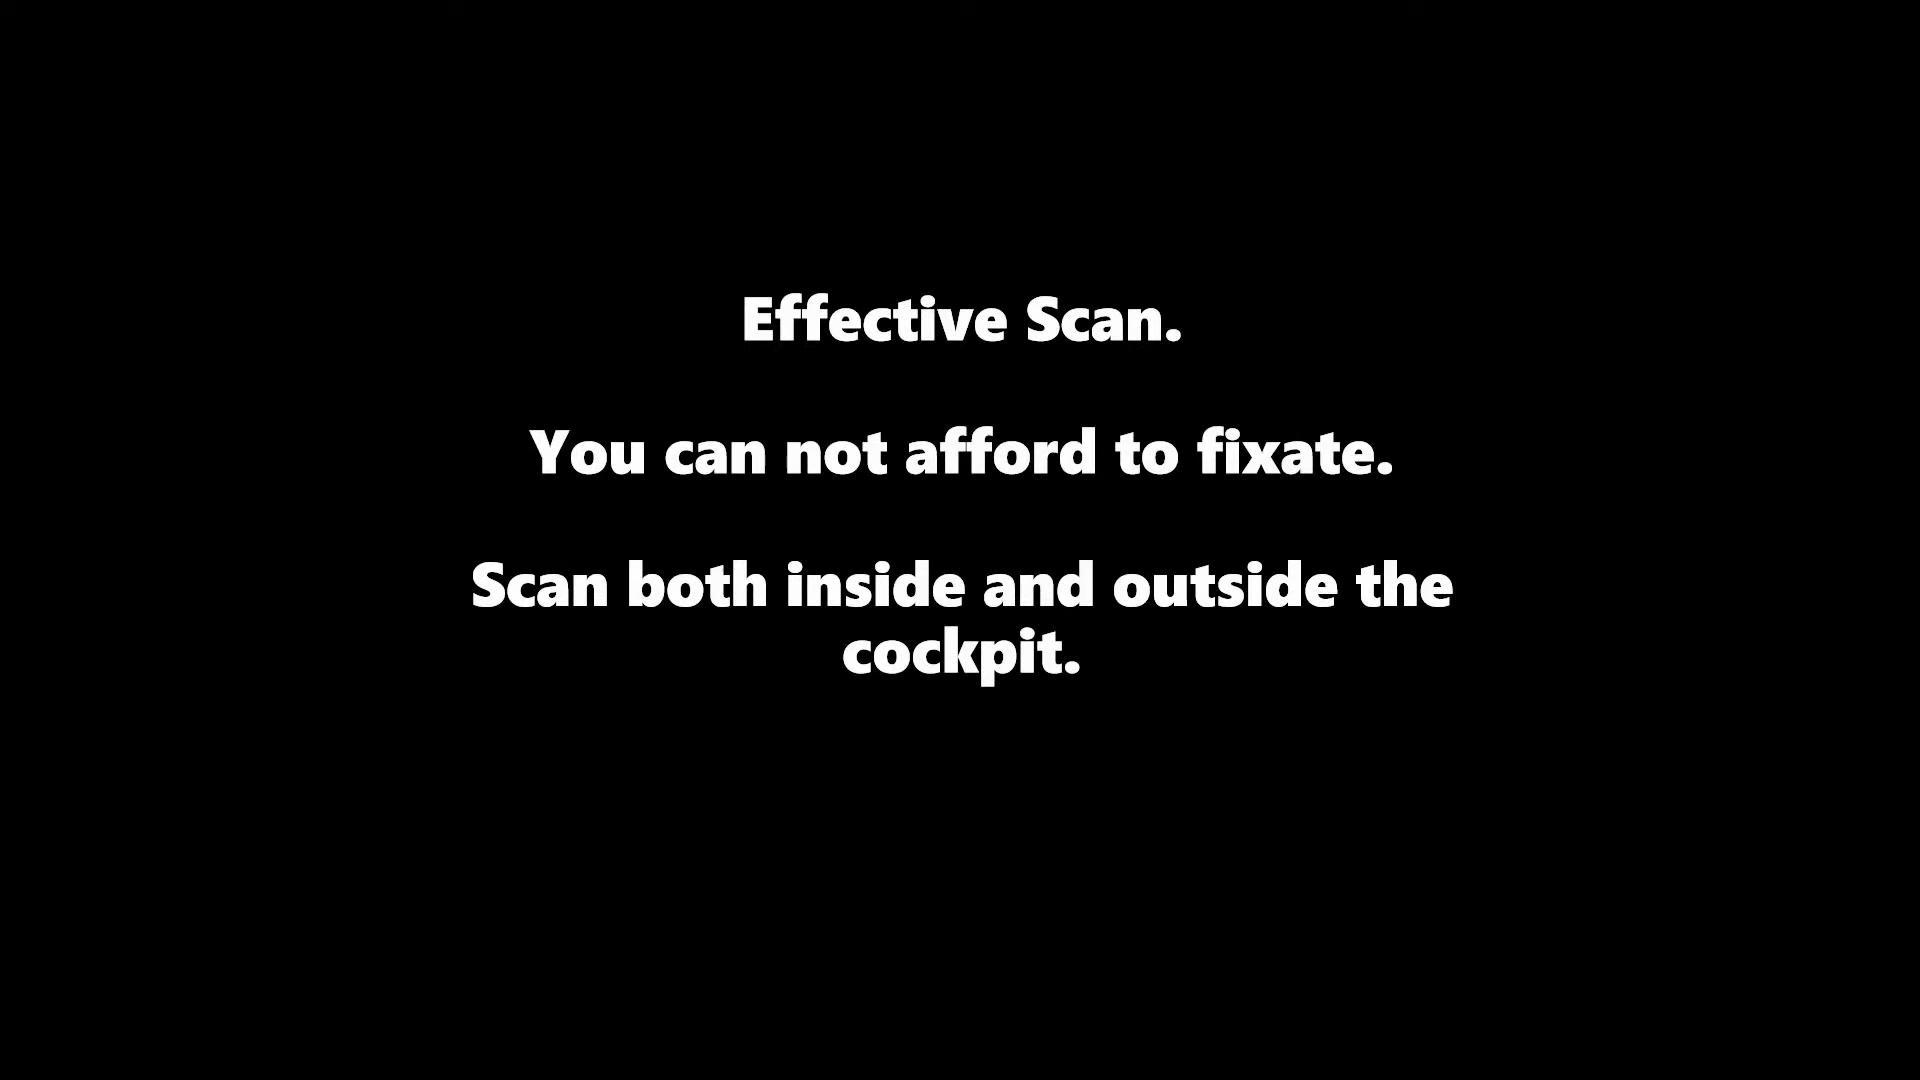 Effective Scan.
You can not afford to fixate.
Scan both inside and outside the
cockpit.